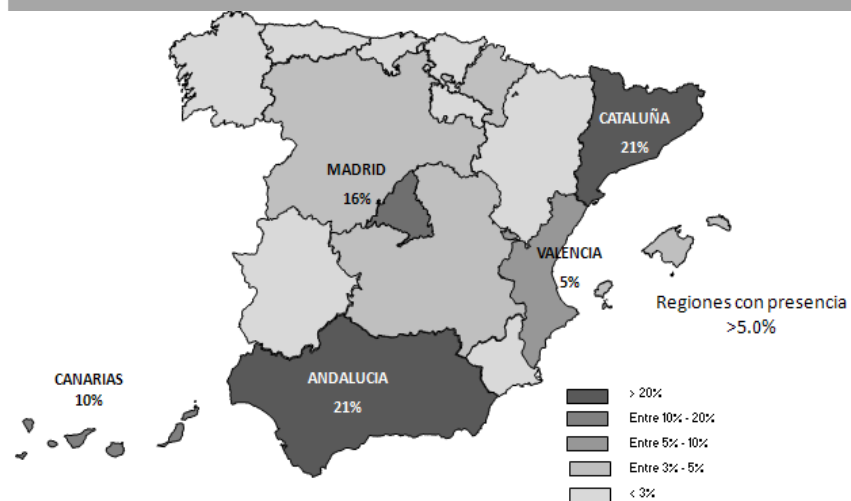 CATALUÑA
21%
MADRID
16%
VALENCIA
5%
Regiones con presencia
>5.0%
CANARIAS
10%
ANDALUCIA
21%
> 20%
Entre 10% - 20%
Entre 5% - 10%
Entre 3% - 5%
< 3%